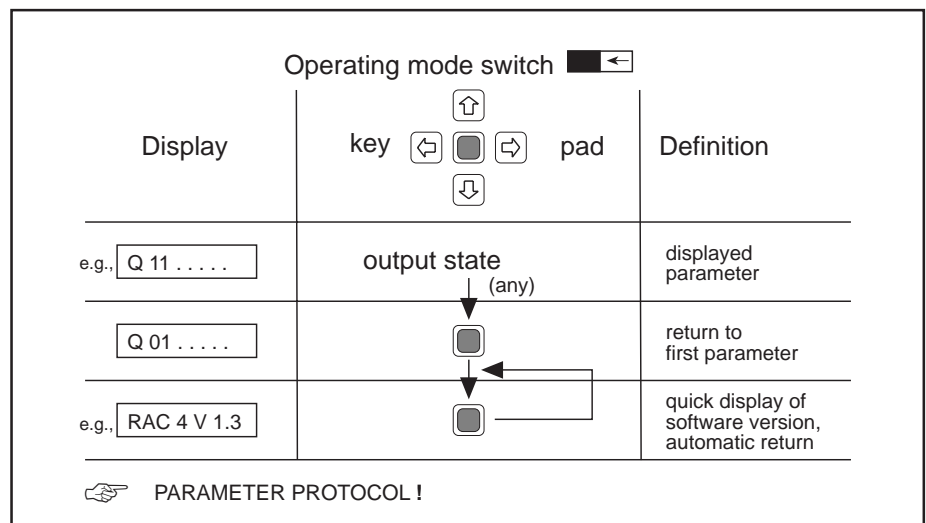 Operating mode switch
Display
key pad
Definition
e.g., Q 11 . . . . .
output state
(any)
displayed
parameter
Q 01 . . . . .
return to
first parameter
e.g., RAC 4 V 1.3
quick display of
software version,
automatic return
PARAMETER PROTOCOL !